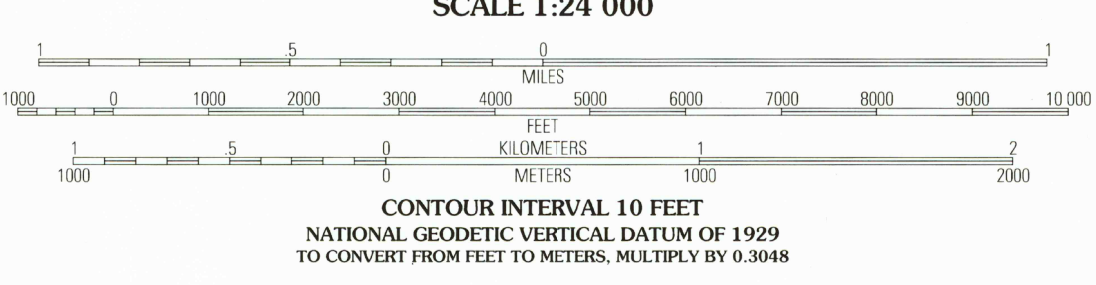 SCALE 1:24 000
1 .5 0 1
MILES
1000 0 1000 2000 3000 4000 5000 6000 7000 8000 9000 10 000
FEET
1 .5 0 KILOMETERS 1 2
1000 0 METERS 1000 2000
CONTOUR INTERVAL 10 FEET
NATIONAL GEODETIC VERTICAL DATUM OF 1929
TO CONVERT FROM FEET TO METERS, MULTIPLY BY 0.3048